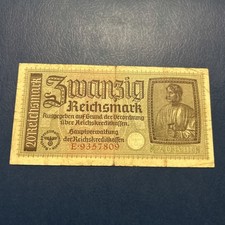 20 Reichsmark
Zwanzig
Reichsmark
Ausgegeben auf Grund der Verordnung
über Reichskreditkassen.
Hauptverwaltung
der Reichskreditkassen
E·9357809